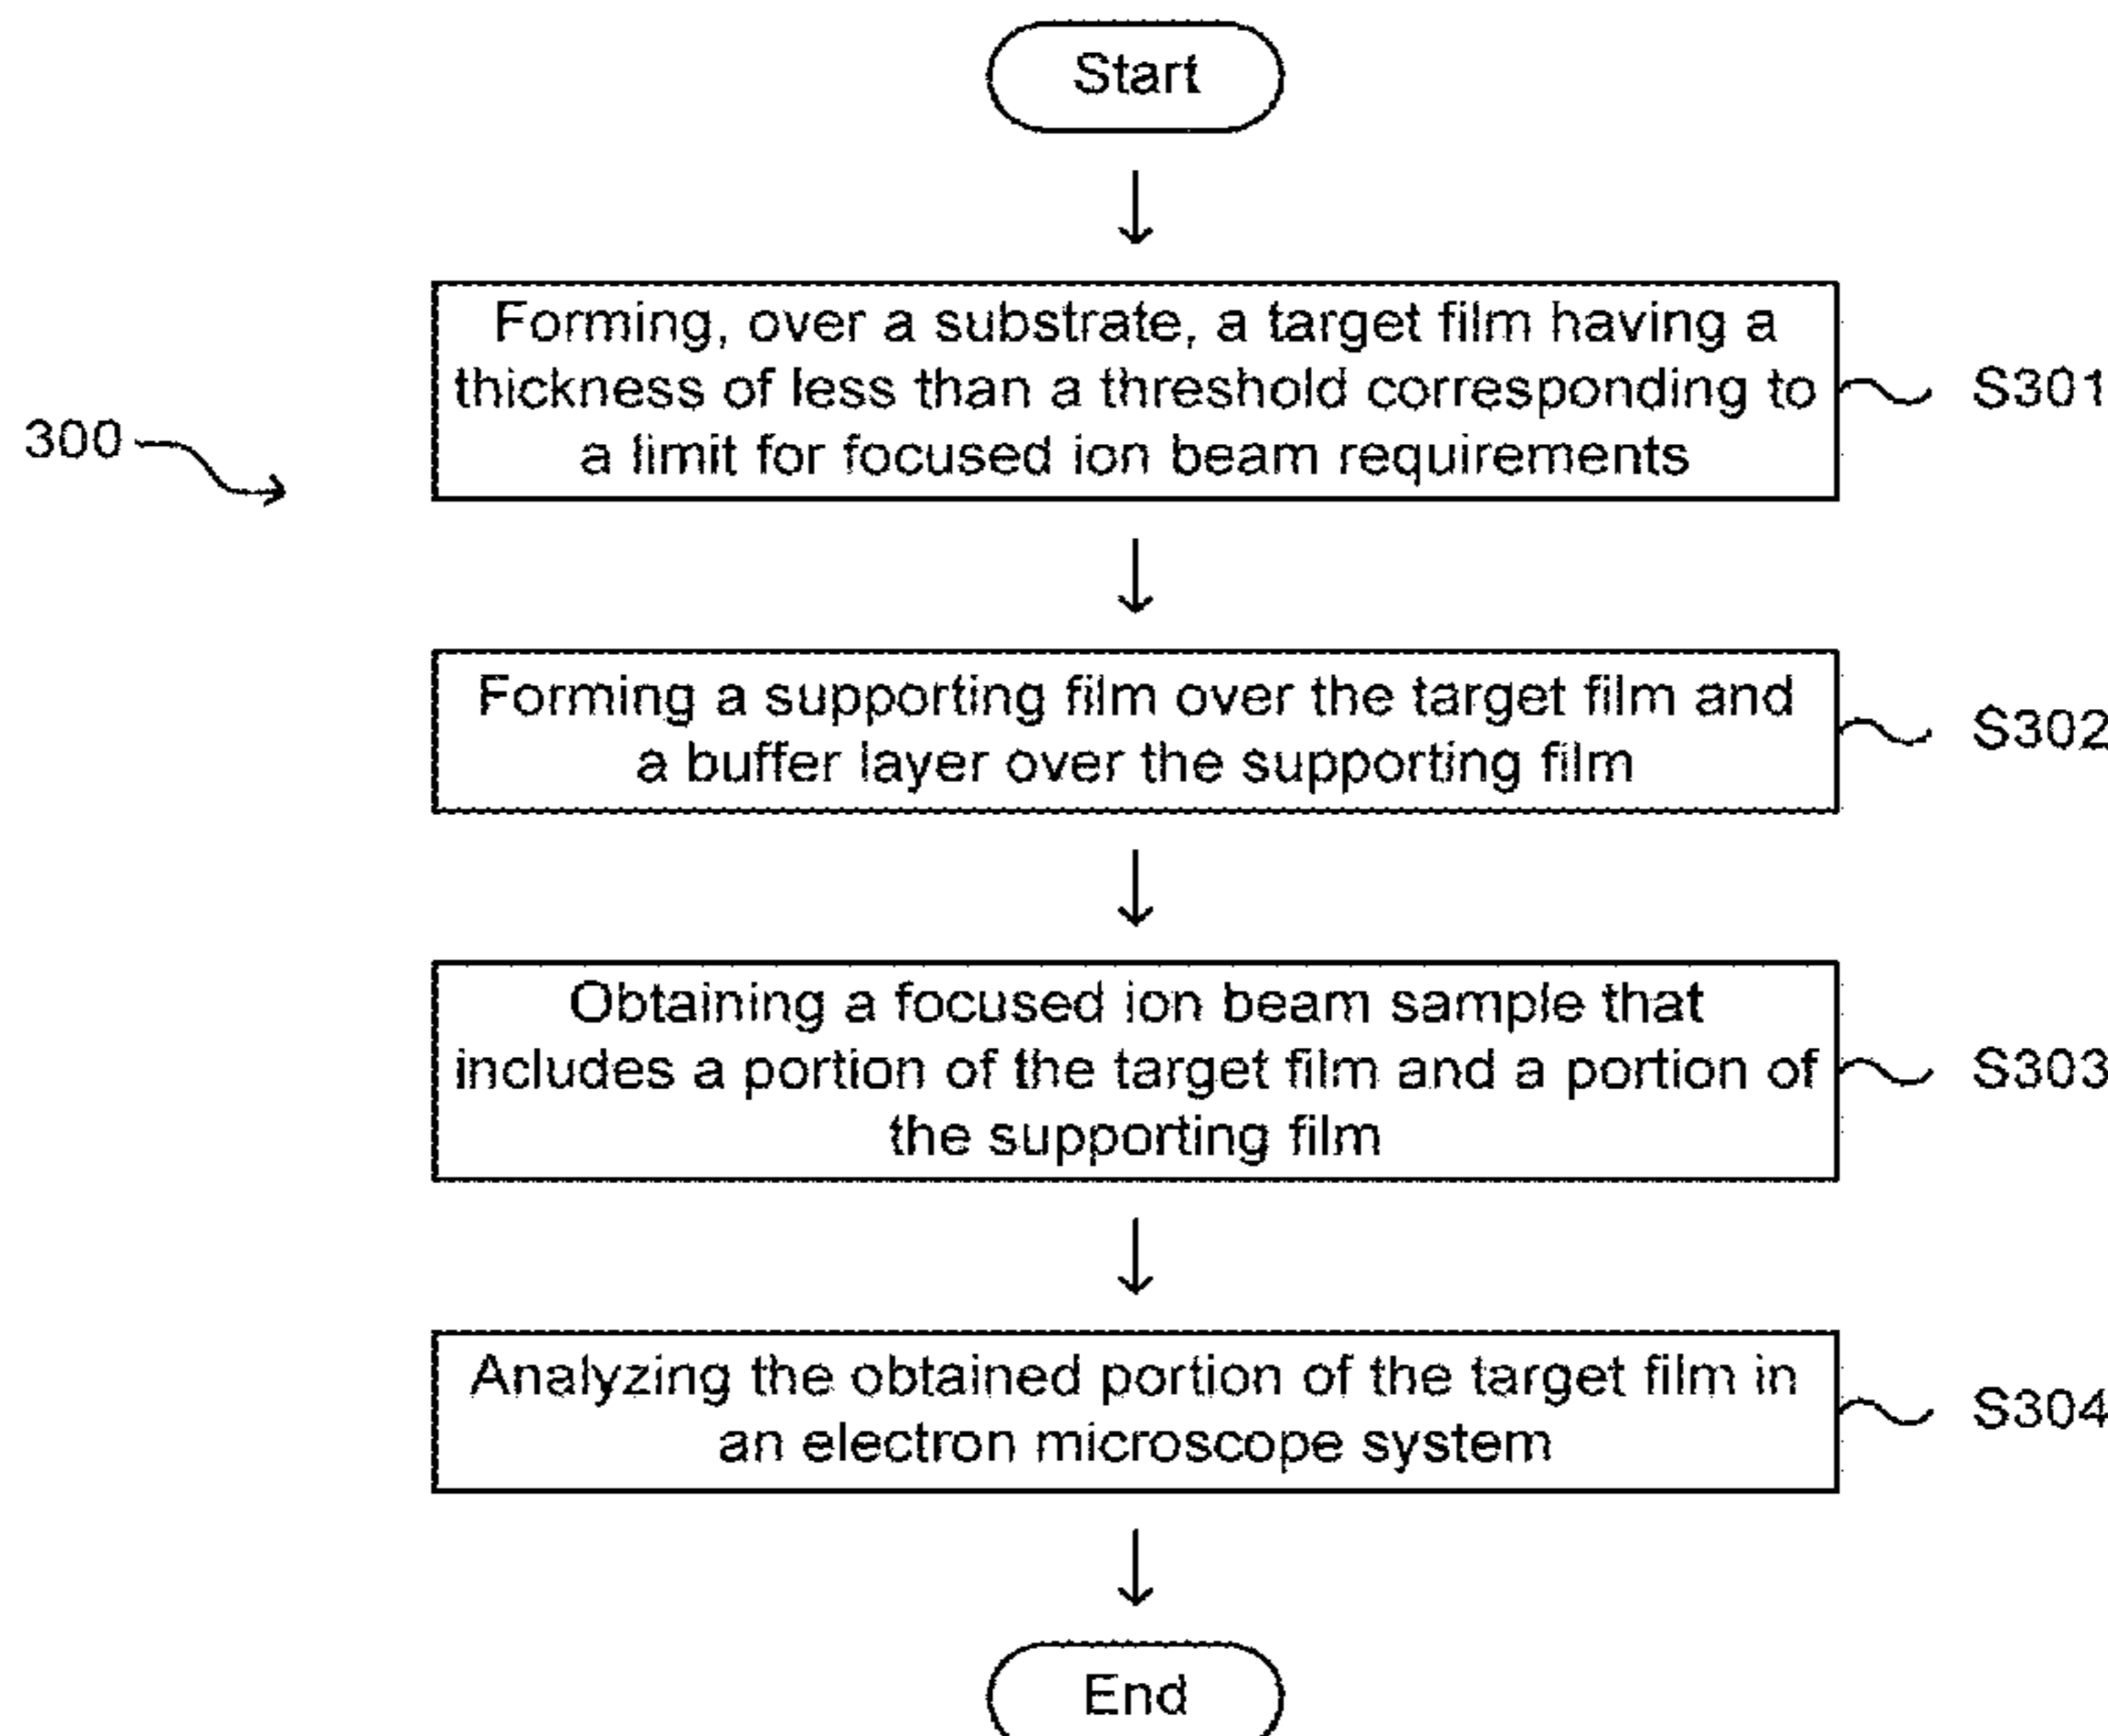 Start
Forming, over a substrate, a target film having a
thickness of less than a threshold corresponding to
a limit for focused ion beam requirements
S301
300
Forming a supporting film over the target film and
a buffer layer over the supporting film
S302
Obtaining a focused ion beam sample that
includes a portion of the target film and a portion of
the supporting film
S303
Analyzing the obtained portion of the target film in
an electron microscope system
S304
End